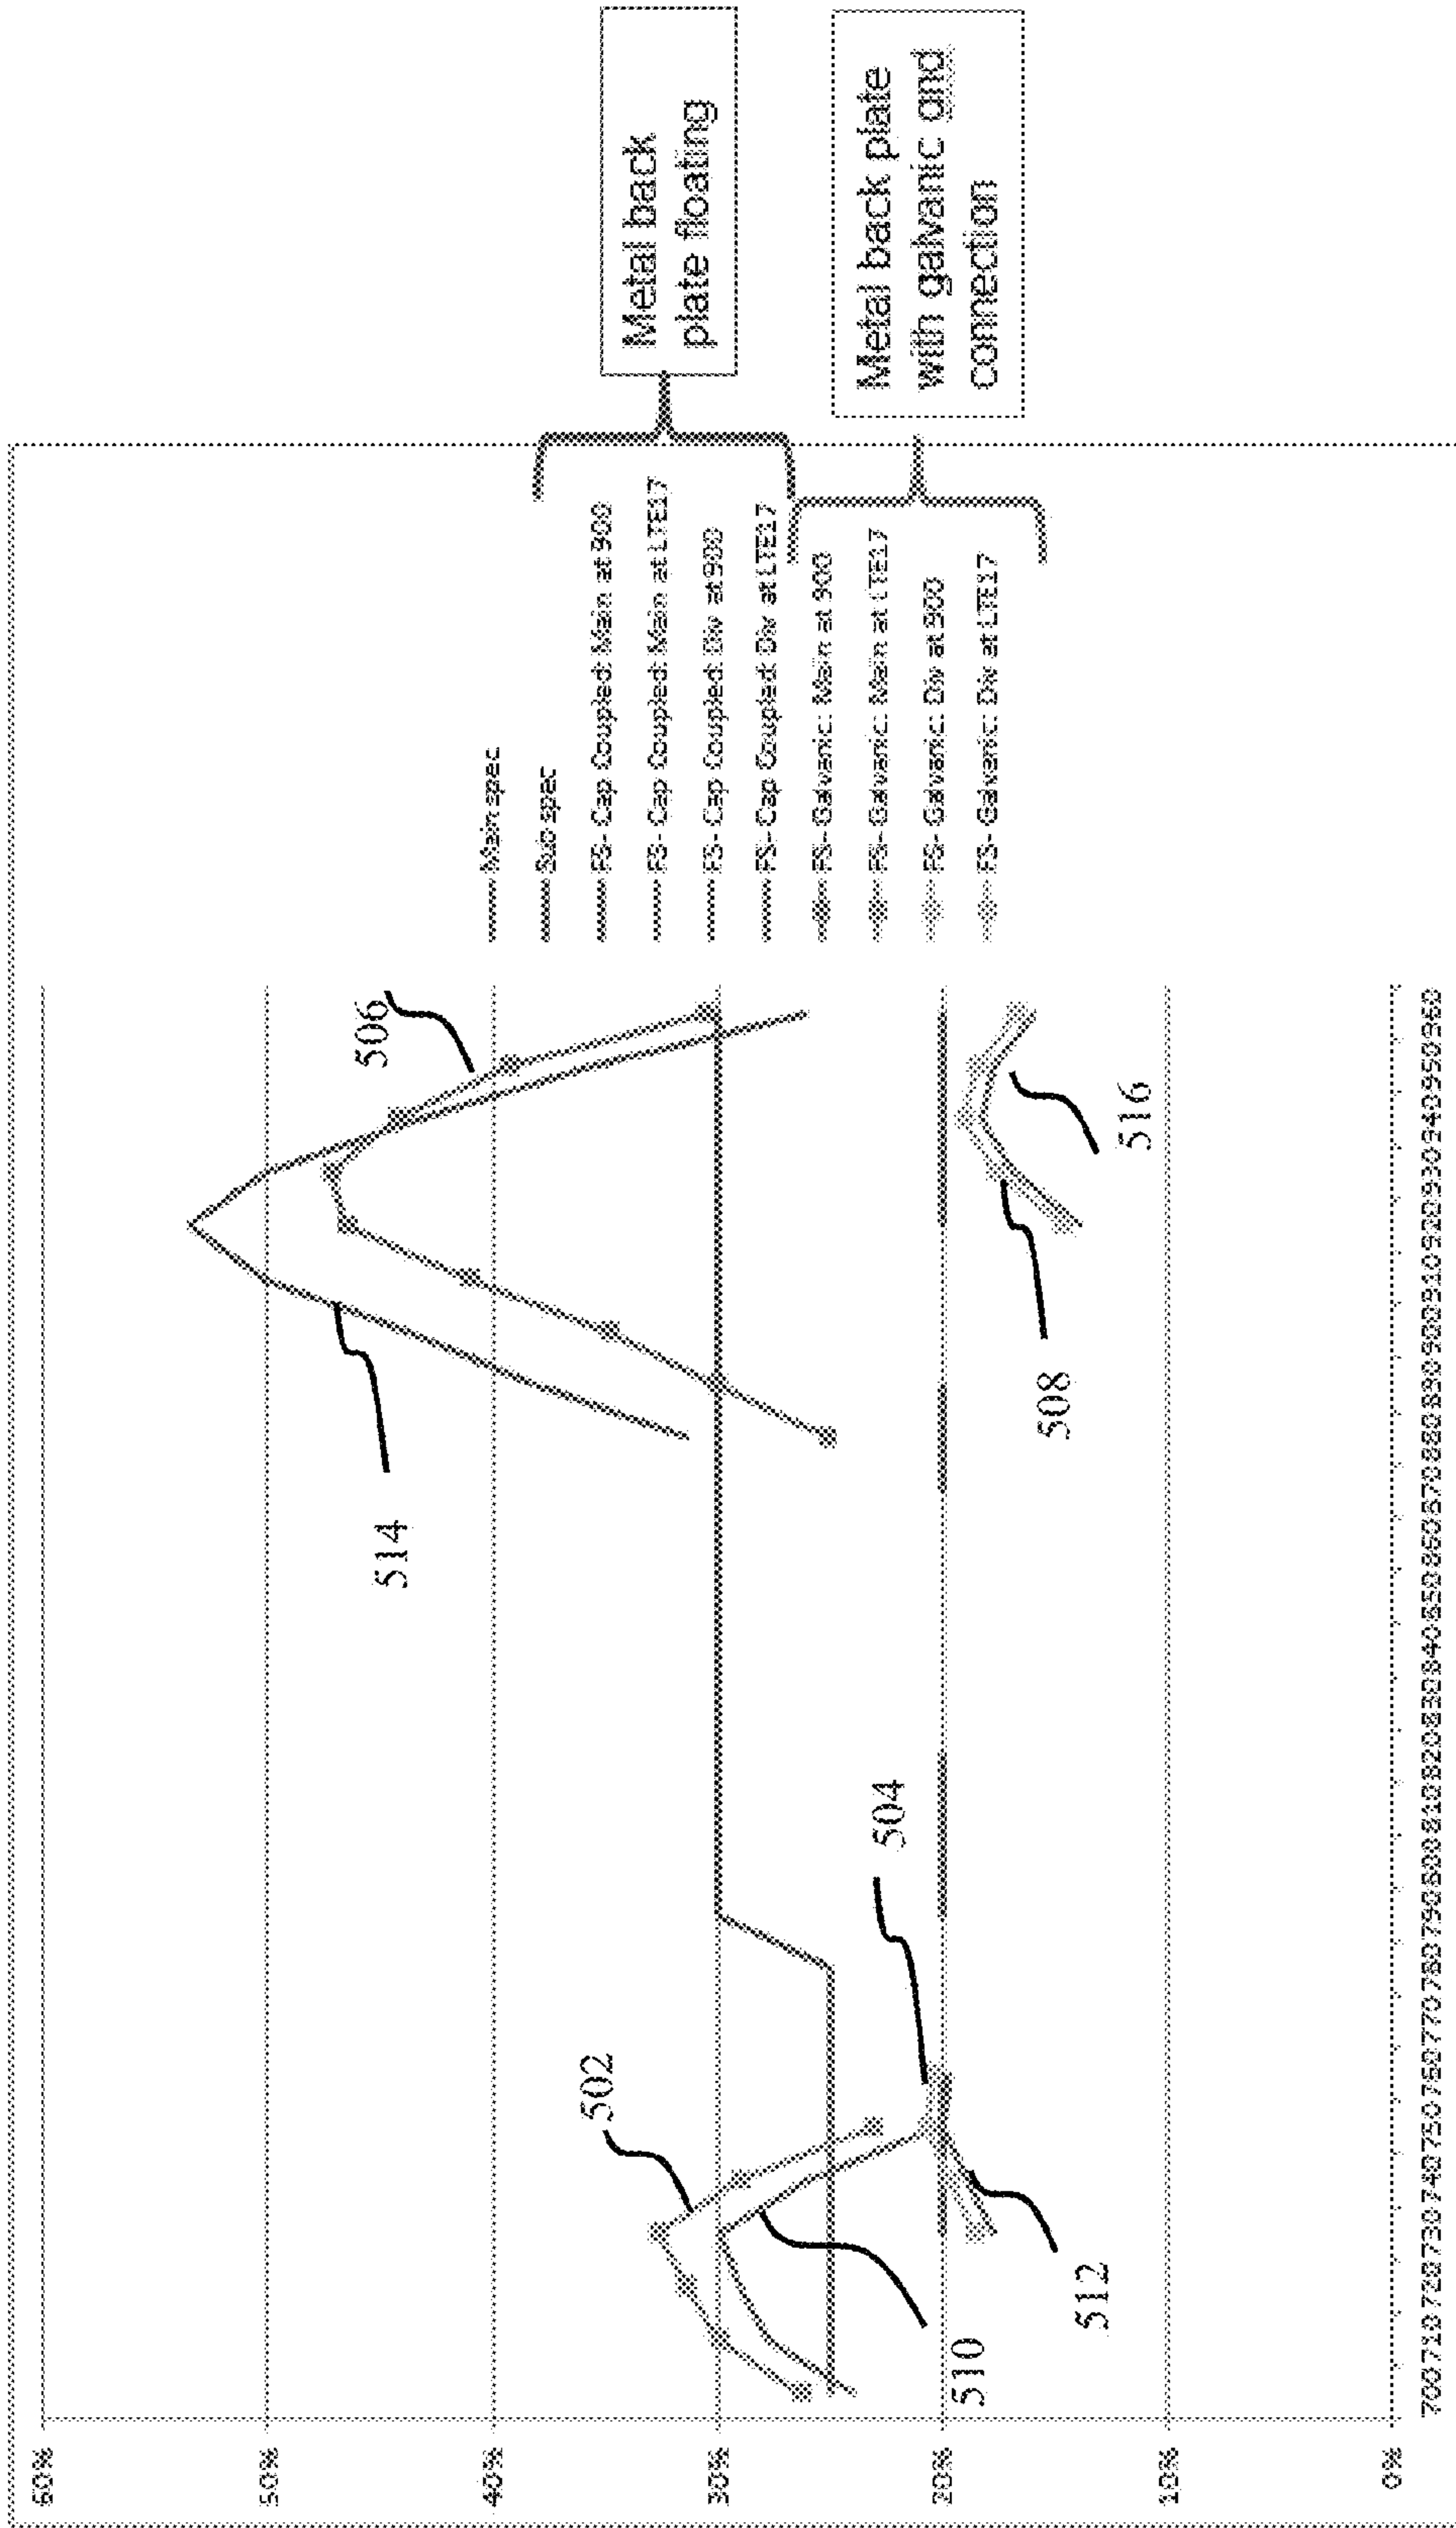 60%
50%
40%
30%
20%
10%
0%
700 710 720 730 740 750 760 770 780 790 800 810 820 830 840 850 860 870 880 890 900 910 920 930 940 950 960
502
504
506
508
510
512
514
516
Main spec
Sub spec
FS- Cap Coupled: Main at 900
FS- Cap Coupled: Main at LTE17
FS- Cap Coupled: Div at 900
FS- Cap Coupled: Div at LTE17
FS- Galvanic: Main at 900
FS- Galvanic: Main at LTE17
FS- Galvanic: Div at 900
FS- Galvanic: Div at LTE17
Metal back
plate floating
Metal back plate
with galvanic gnd
connection